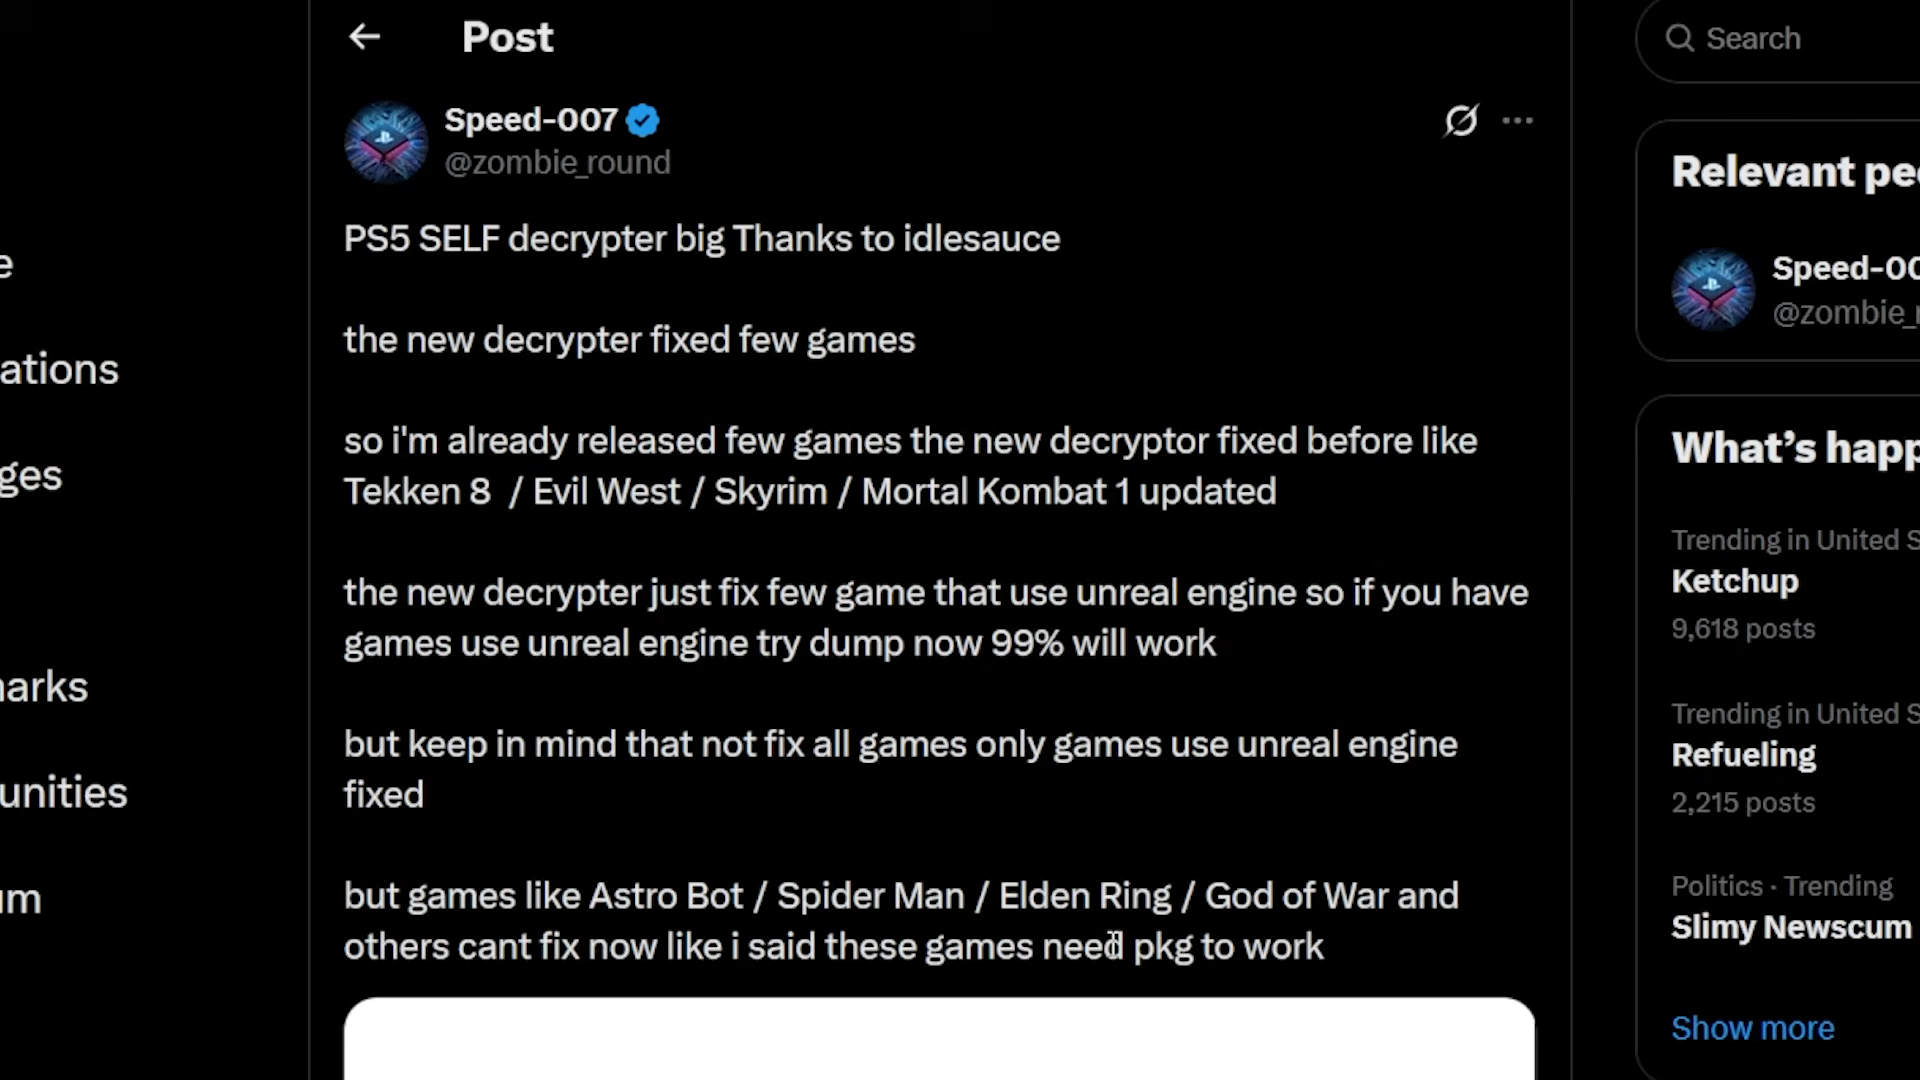 Post
Search
Speed-007
@zombie_round
PS5 SELF decrypter big Thanks to idlesauce
the new decrypter fixed few games
so i'm already released few games the new decryptor fixed before like
Tekken 8 / Evil West / Skyrim / Mortal Kombat 1 updated
the new decrypter just fix few game that use unreal engine so if you have
games use unreal engine try dump now 99% will work
but keep in mind that not fix all games only games use unreal engine
fixed
but games like Astro Bot / Spider Man / Elden Ring / God of War and
others cant fix now like i said these games need pkg to work
e
ations
ges
arks
unities
um
Relevant pe
Speed-00
@zombie_r
What's happ
Trending in United S
Ketchup
9,618 posts
Trending in United S
Refueling
2,215 posts
Politics · Trending
Slimy Newscum
Show more